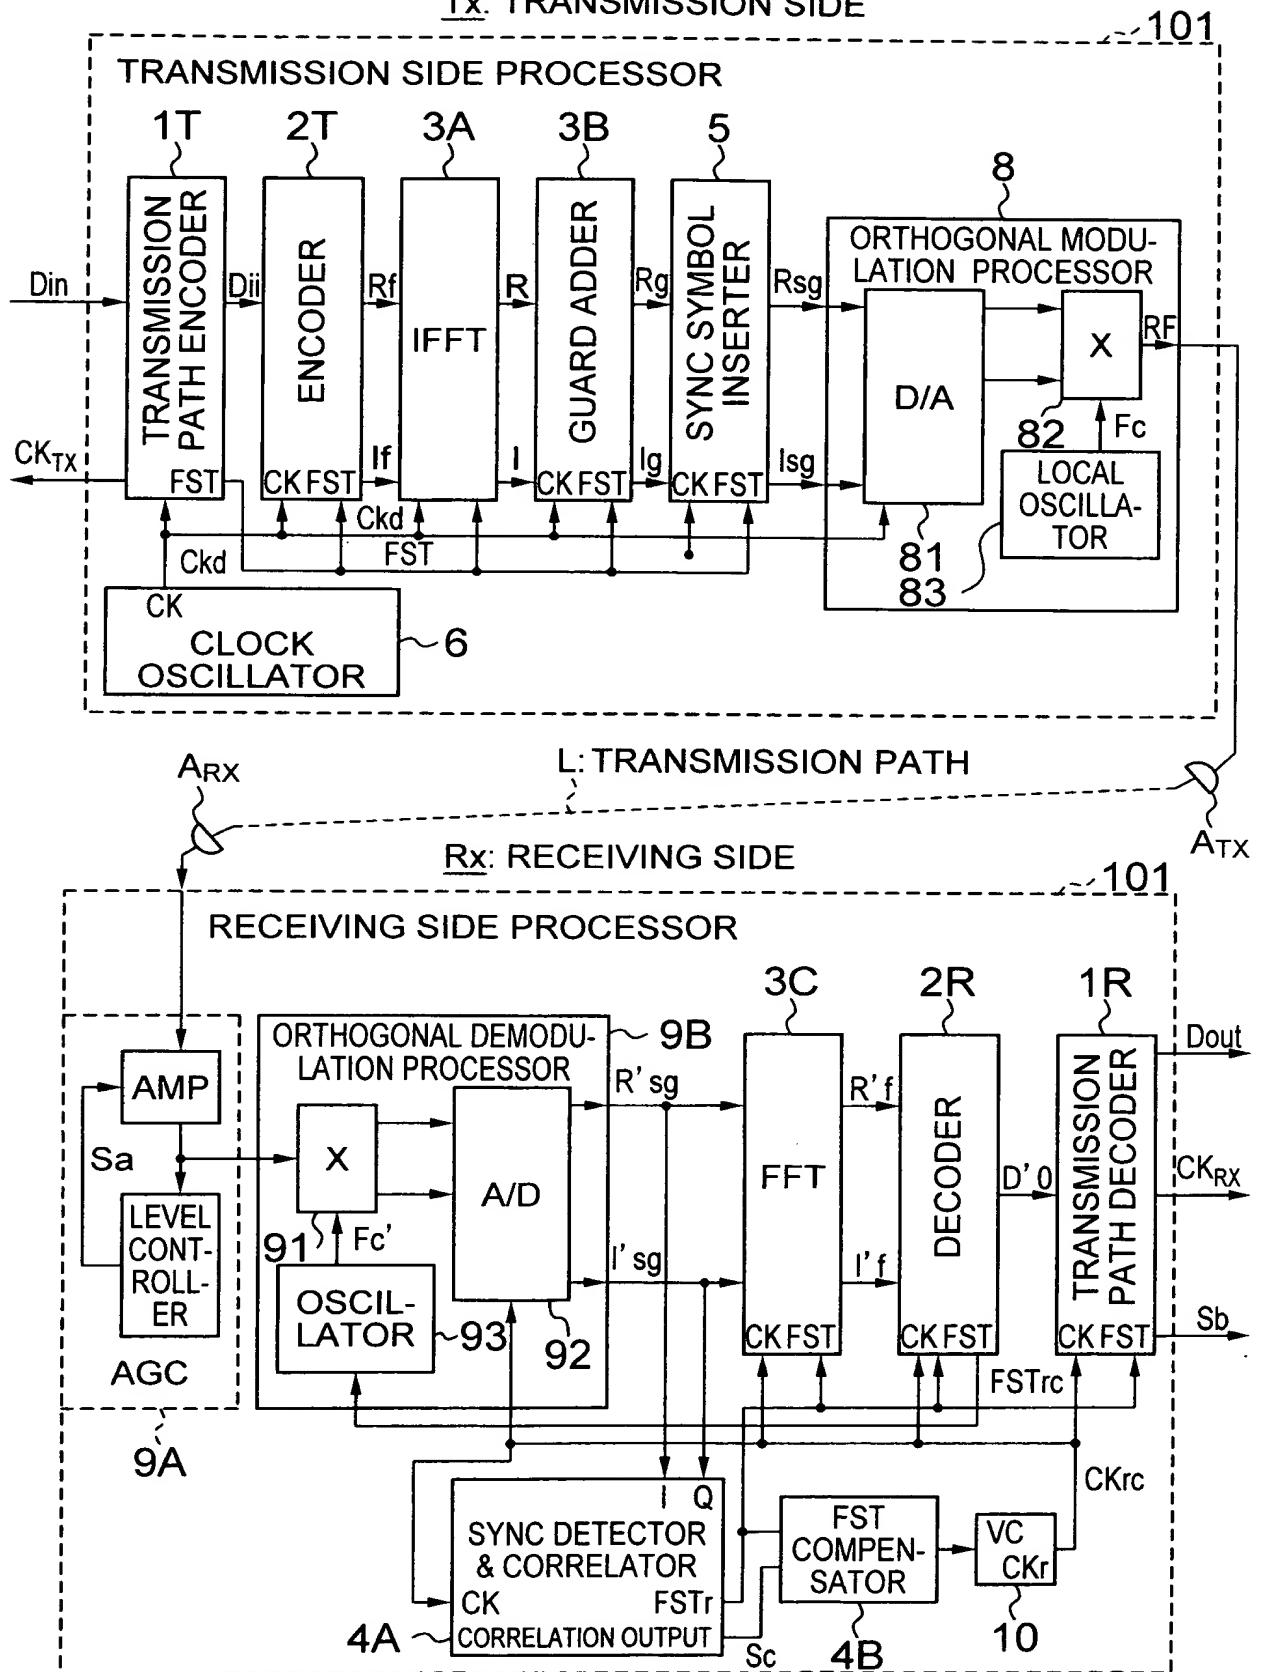 Tx: TRANSMISSION SIDE
101
TRANSMISSION SIDE PROCESSOR
1T
2T
3A
3B
5
8
TRANSMISSION
PATH ENCODER
FST
ENCODER
CK FST
IFFT
GUARD ADDER
CK FST
SYNC SYMBOL
INSERTER
CK FST
ORTHOGONAL MODU-
LATION PROCESSOR
D/A
X
RF
82
Fc
LOCAL
OSCILLA-
TOR
81
83
Din
Dii
Rf
R
Rg
Rsg
CKTX
If
I
Ig
Isg
Ckd
FST
Ckd
CK
CLOCK
OSCILLATOR
6
L: TRANSMISSION PATH
ARX
ATX
Rx: RECEIVING SIDE
101
RECEIVING SIDE PROCESSOR
3C
2R
1R
9B
ORTHOGONAL DEMODU-
LATION PROCESSOR
AMP
Sa
LEVEL
CONT-
ROLL-
ER
AGC
9A
X
91
Fc'
OSCIL-
LATOR
93
A/D
92
R' sg
I' sg
FFT
CK FST
R' f
I' f
DECODER
CK FST
D' 0
TRANSMISSION
PATH DECODER
CK FST
Dout
CKRX
Sb
FSTrc
CKrc
I Q
SYNC DETECTOR
& CORRELATOR
CK FSTr
CORRELATION OUTPUT
4A
Sc
FST
COMPEN-
SATOR
4B
VC
CKr
10